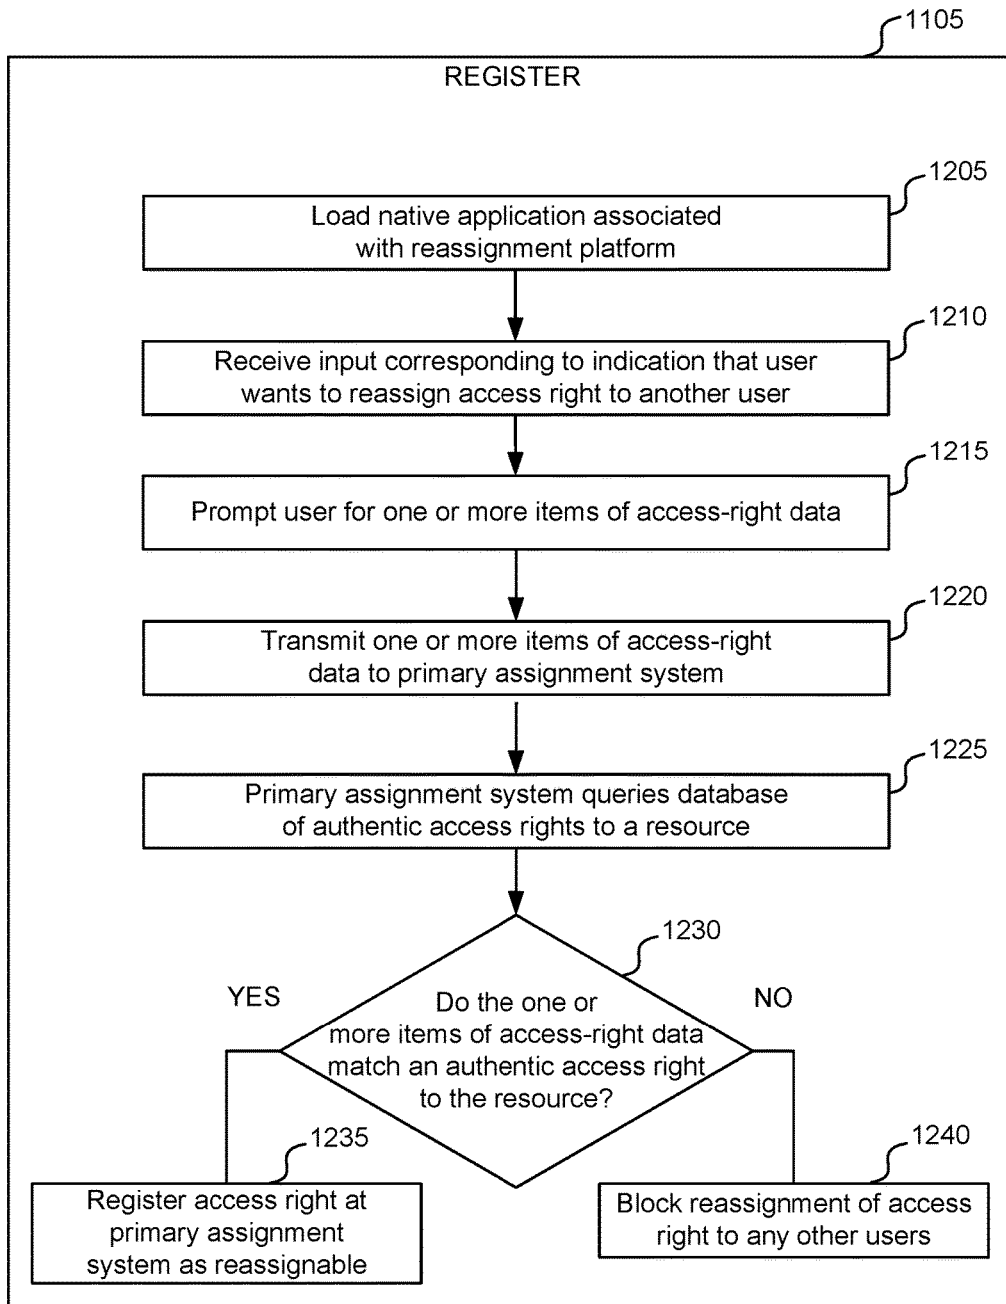 1105
REGISTER
1205
Load native application associated
with reassignment platform
1210
Receive input corresponding to indication that user
wants to reassign access right to another user
1215
Prompt user for one or more items of access-right data
1220
Transmit one or more items of access-right
data to primary assignment system
1225
Primary assignment system queries database
of authentic access rights to a resource
1230
YES
NO
Do the one or
more items of access-right data
match an authentic access right
to the resource?
1235
Register access right at
primary assignment
system as reassignable
1240
Block reassignment of access
right to any other users